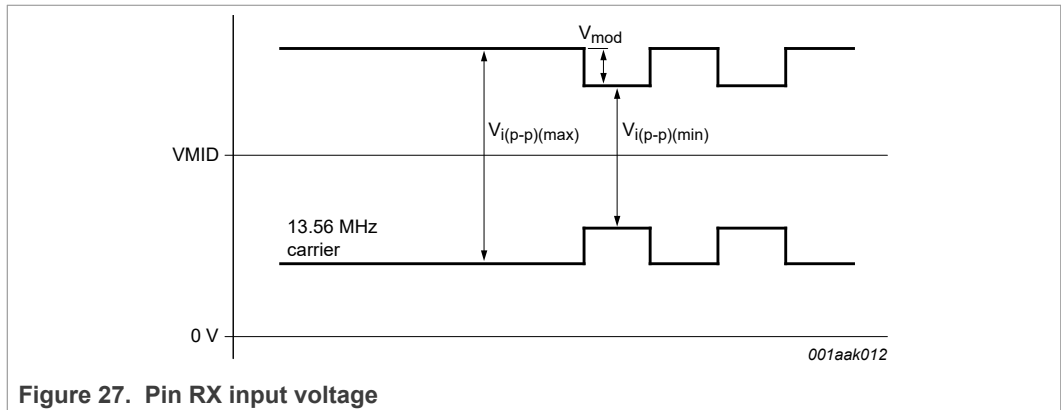 Vmod
Vi(p-p)(max)
Vi(p-p)(min)
VMID
13.56 MHz
carrier
0 V
001aak012
Figure 27. Pin RX input voltage